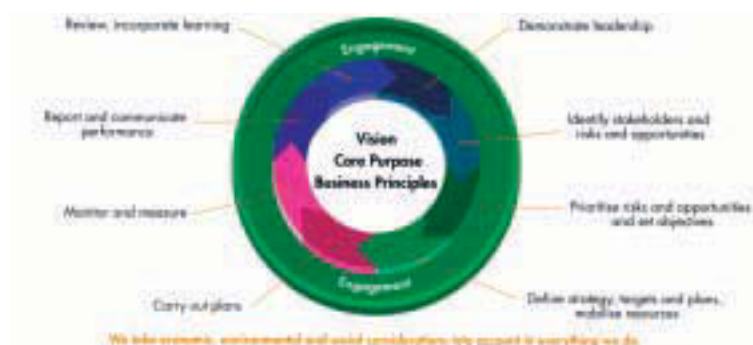 Review, incorporate learning
Engagement
Demonstrate leadership
Report and communicate
performance
Identify stakeholders and
risks and opportunities
Vision
Core Purpose
Business Principles
Monitor and measure
Prioritise risks and opportunities
and set objectives
Engagement
Carry out plans
Define strategy, targets and plans,
mobilise resources
We take economic, environmental and social considerations into account in everything we do